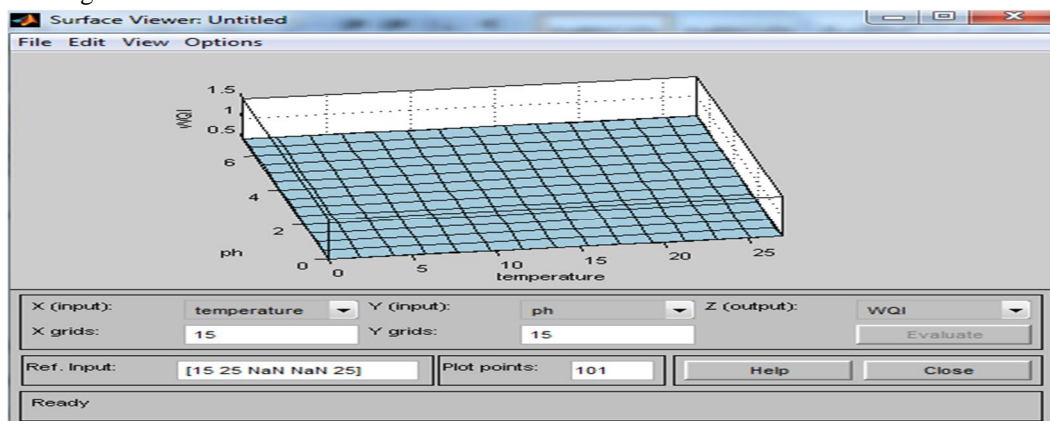 Surface Viewer: Untitled
File Edit View Options
1.5
1
0.5
WQI
6
4
2
0
ph
0 5 10 15 20 25
temperature
X (input): temperature Y (input): ph Z (output): WQI
X grids: 15 Y grids: 15 Evaluate
Ref. Input: [15 25 NaN NaN 25] Plot points: 101 Help Close
Ready